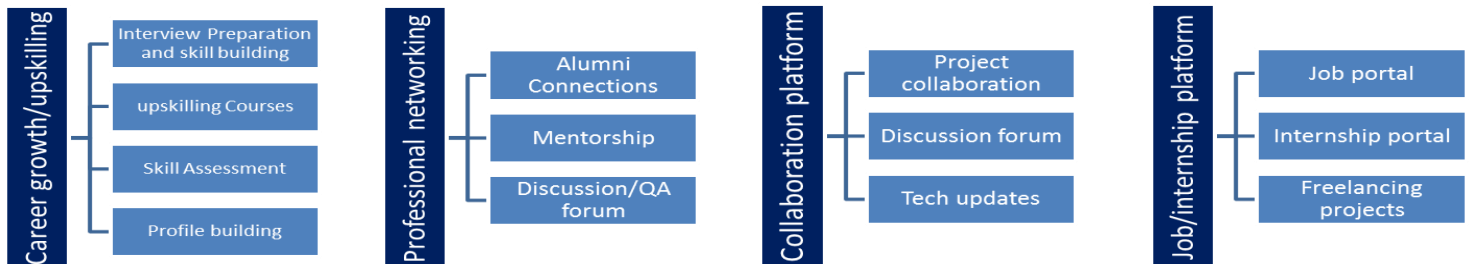 Career growth/upskilling
Interview Preparation
and skill building
upskilling Courses
Skill Assessment
Profile building
Professional networking
Alumni
Connections
Mentorship
Discussion/QA
forum
Collaboration platform
Project
collaboration
Discussion forum
Tech updates
Job/internship platform
Job portal
Internship portal
Freelancing
projects